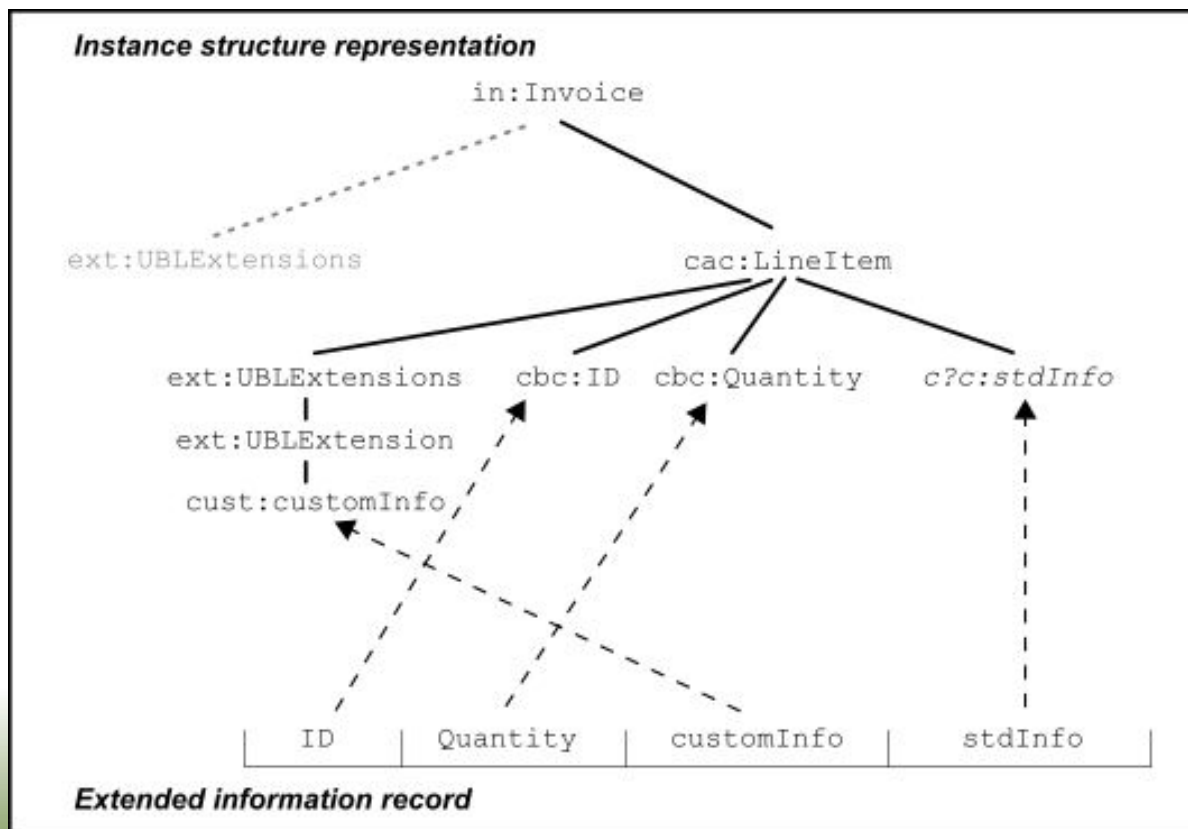 Instance structure representation
in:Invoice
ext:UBLExtensions
cac:LineItem
ext:UBLExtensions cbc:ID cbc:Quantity c?c:stdInfo
ext:UBLExtension
cust:customInfo
ID Quantity customInfo stdInfo
Extended information record